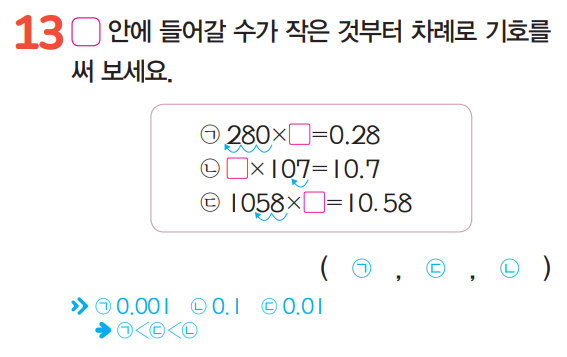 13 □ 안에 들어갈 수가 작은 것부터 차례로 기호를
써 보세요.
㉠ 280×□=0.28
㉡ □×107=10.7
㉢ 1058×□=10.58
( ㉠ , ㉢ , ㉡ )
≫ ㉠ 0.001 ㉡ 0.1 ㉢ 0.01
➔ ㉠<㉢<㉡